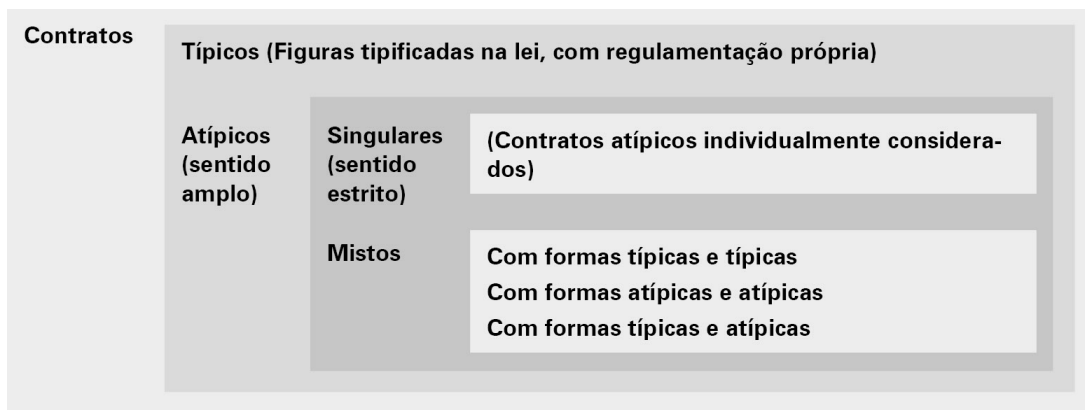 Contratos
Típicos (Figuras tipificadas na lei, com regulamentação própria)
Atípicos
(sentido
amplo)
Singulares
(sentido
estrito)
(Contratos atípicos individualmente considera-
dos)
Mistos
Com formas típicas e típicas
Com formas atípicas e atípicas
Com formas típicas e atípicas